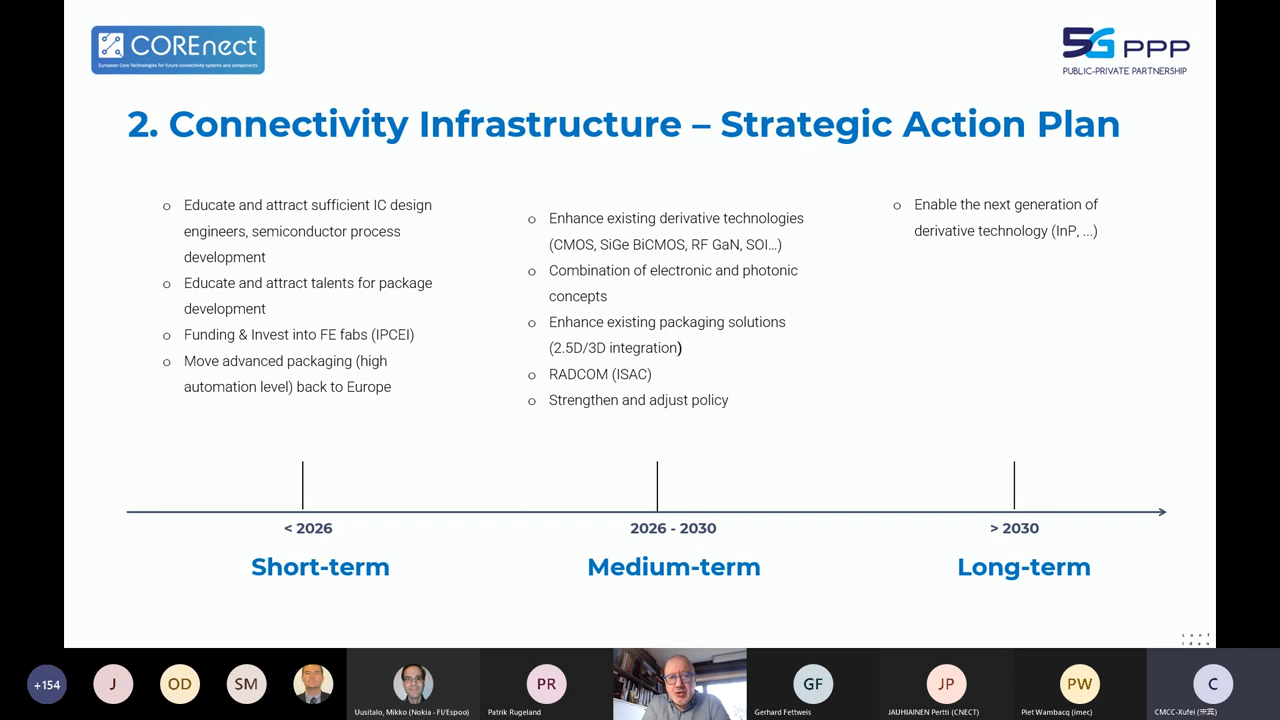 COREnect
European Core Technologies for future connectivity systems and components
5G PPP
PUBLIC-PRIVATE PARTNERSHIP
2. Connectivity Infrastructure – Strategic Action Plan
o Educate and attract sufficient IC design
engineers, semiconductor process
development
o Educate and attract talents for package
development
o Funding & Invest into FE fabs (IPCEI)
o Move advanced packaging (high
automation level) back to Europe
o Enhance existing derivative technologies
(CMOS, SiGe BiCMOS, RF GaN, SOI...)
o Combination of electronic and photonic
concepts
o Enhance existing packaging solutions
(2.5D/3D integration)
o RADCOM (ISAC)
o Strengthen and adjust policy
o Enable the next generation of
derivative technology (InP, ...)
< 2026
2026 - 2030
> 2030
Short-term
Medium-term
Long-term
conf
iden
+154
J
OD
SM
PR
GF
JP
PW
C
Uusitalo, Mikko (Nokia - FI/Espoo)
Patrik Rugeland
Gerhard Fettweis
JAUHIAINEN Pertti (CNECT)
Piet Wambacq (imec)
CMCC-Xufei